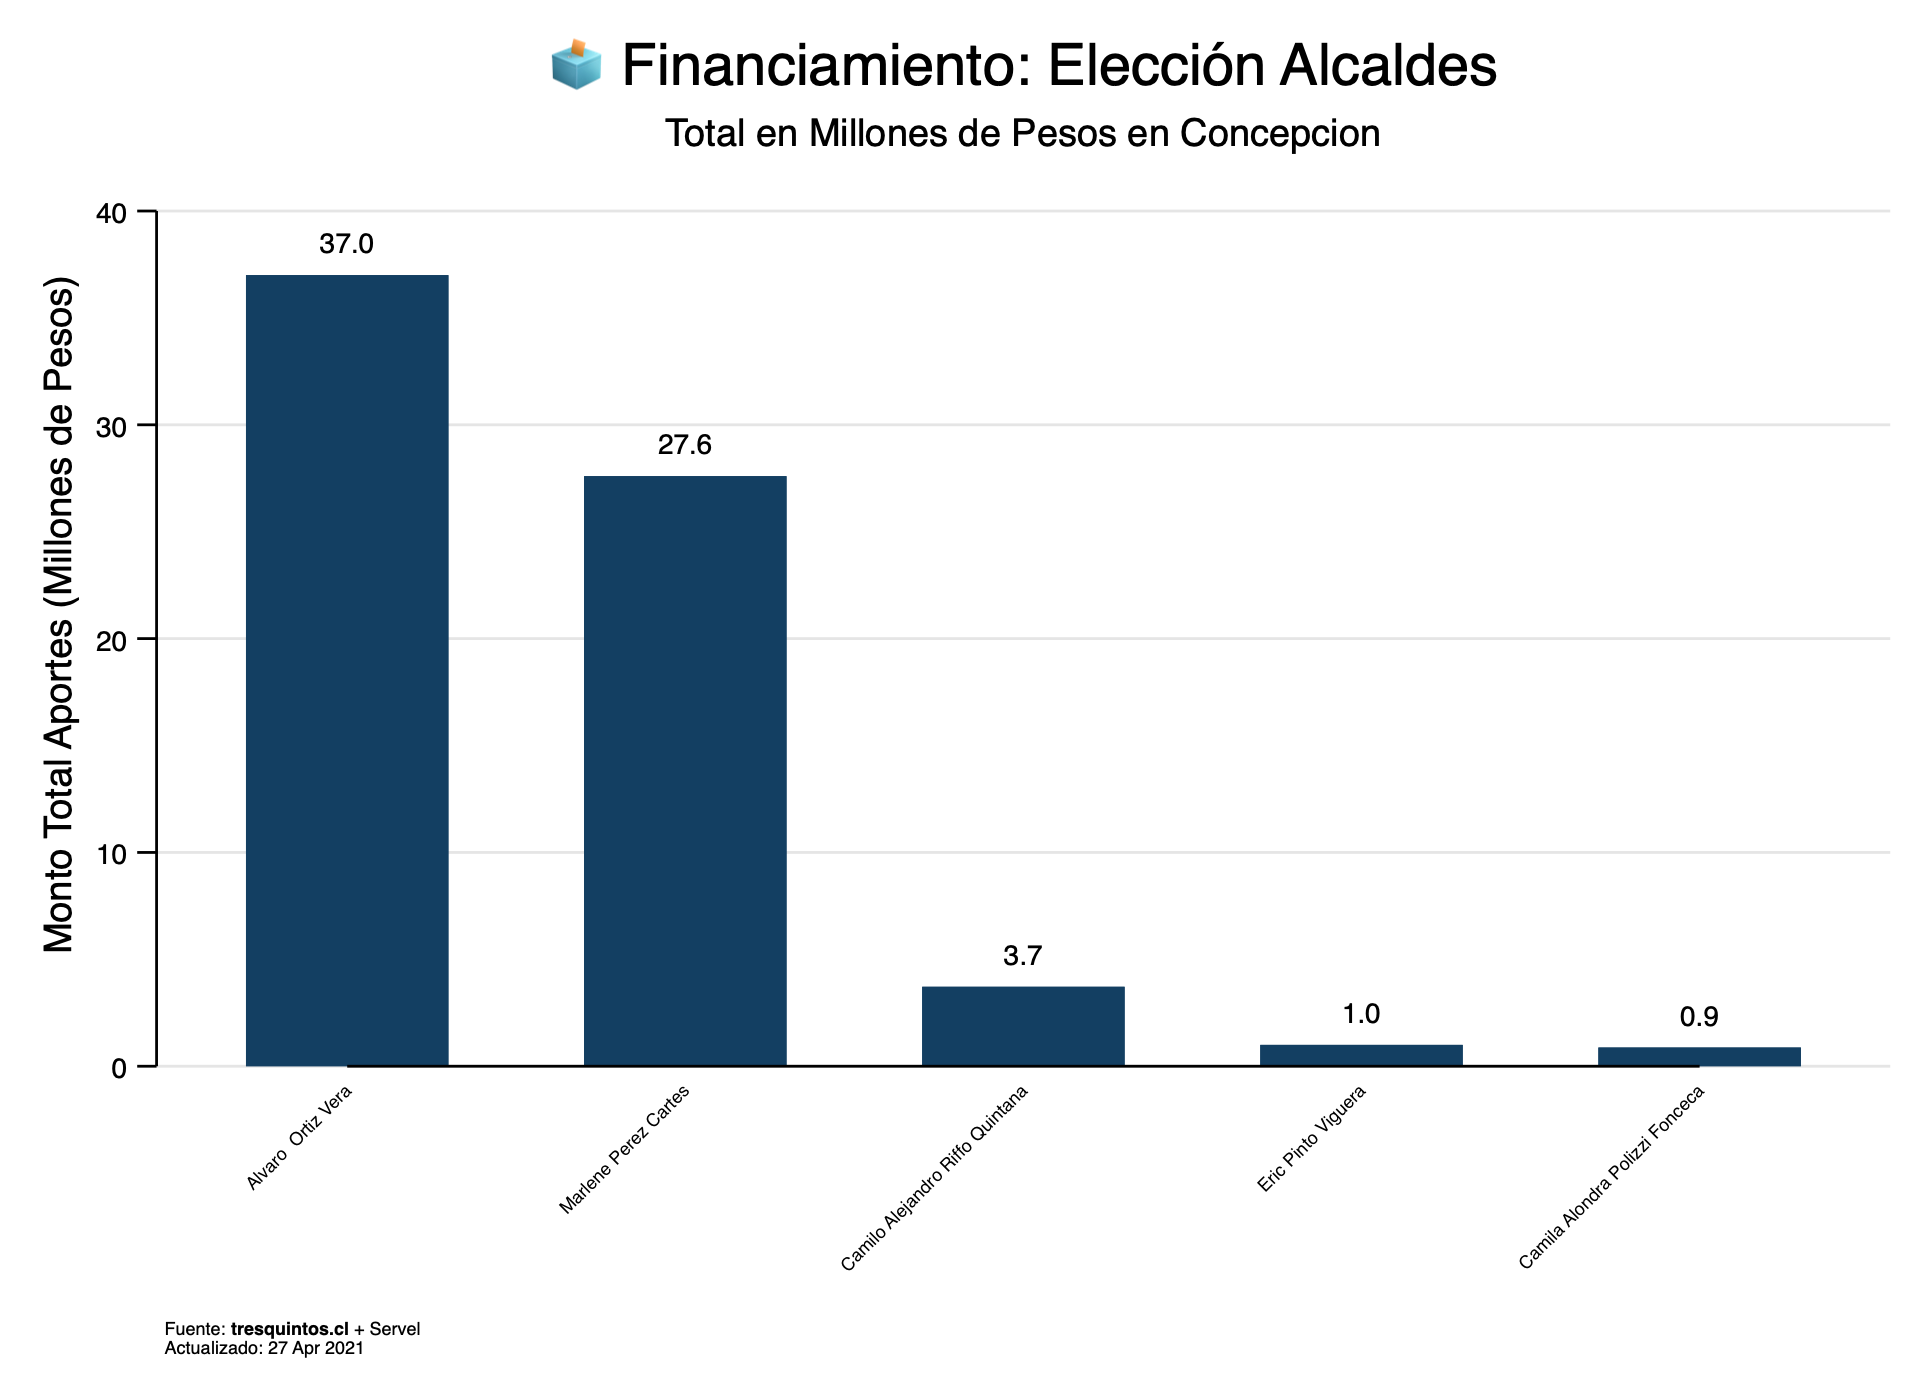 Financiamiento: Elección Alcaldes
Total en Millones de Pesos en Concepcion
Monto Total Aportes (Millones de Pesos)
40
30
20
10
0
37.0
27.6
3.7
1.0
0.9
Alvaro  Ortiz Vera
Marlene Perez Cartes
Camilo Alejandro Riffo Quintana
Eric Pinto Viguera
Camila Alondra Polizzi Fonceca
Fuente: tresquintos.cl + Servel
Actualizado: 27 Apr 2021